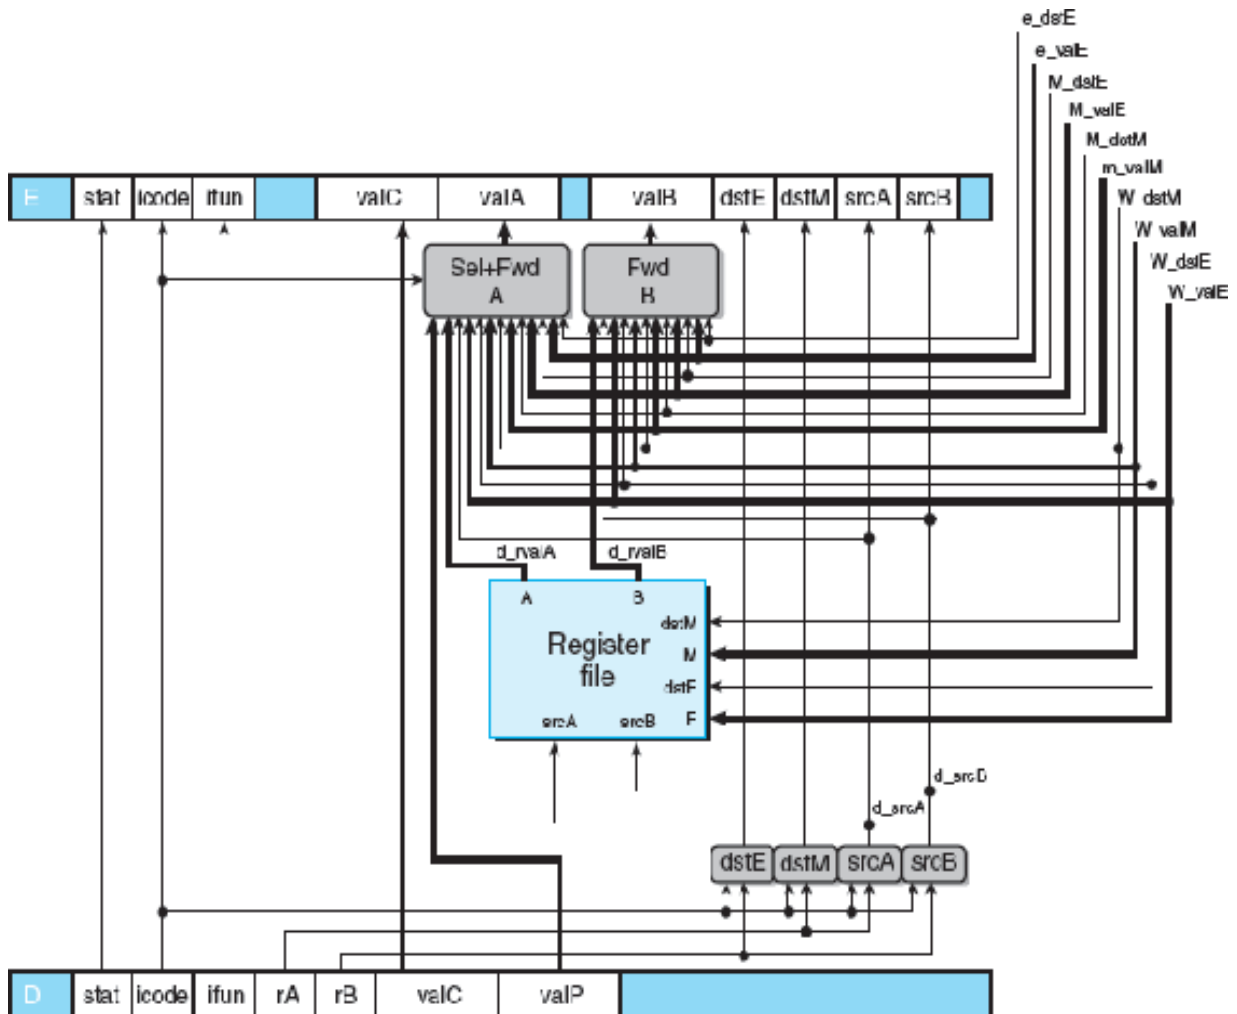 e_dstE
e_valE
M_dstE
M_valE
M_dstM
m_valM
W_dstM
W_valM
W_dstE
W_valE
E stat icode ifun valC valA valB dstE dstM srcA srcB
Sel+Fwd
A
Fwd
B
d_rvalA d_rvalB
A B
dstM
Register
file
M
dstE
srcA srcB E
d_srcB
d_srcA
dstE dstM srcA srcB
D stat icode ifun rA rB valC valP